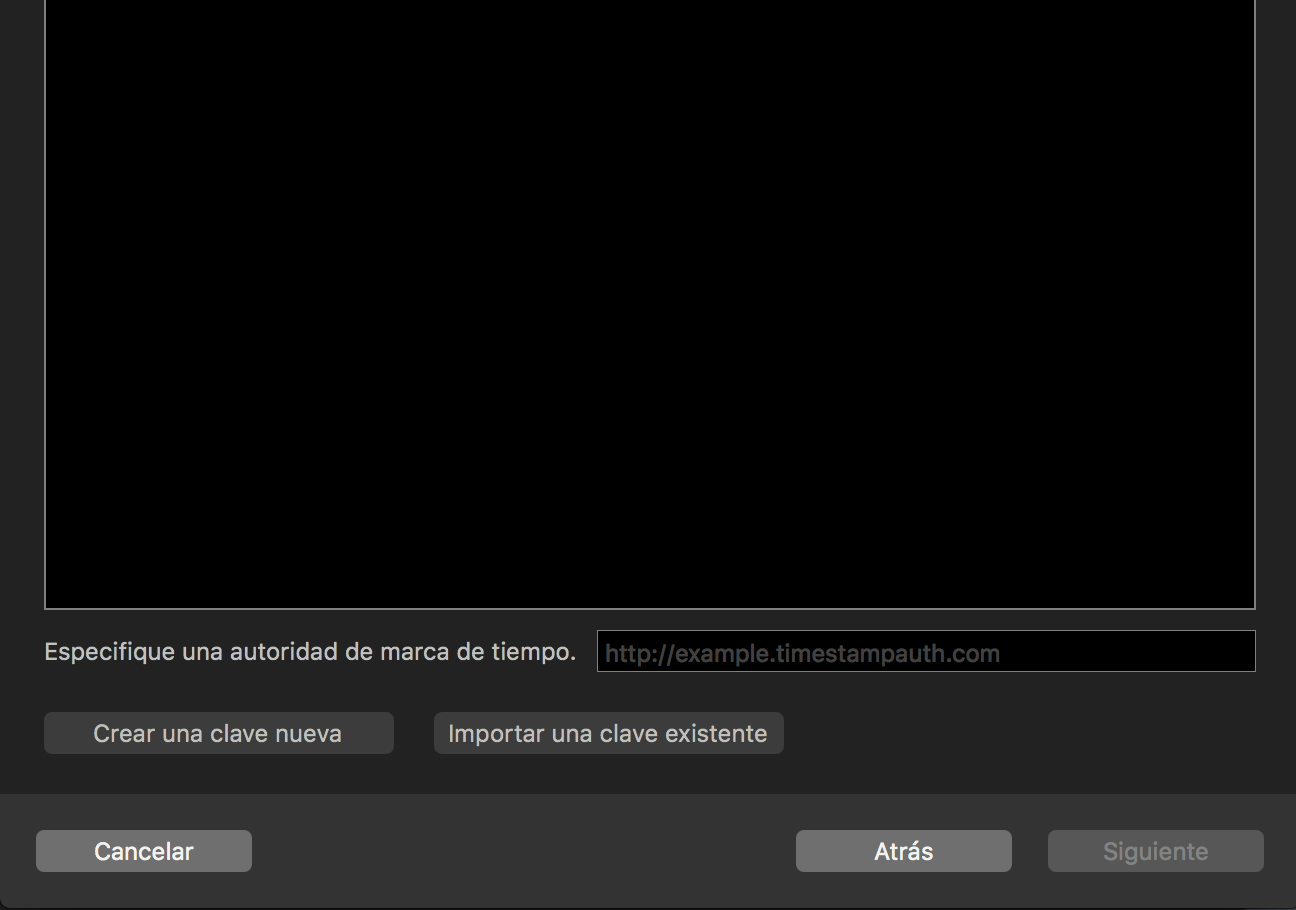 Especifique una autoridad de marca de tiempo. http://example.timestampauth.com
Crear una clave nueva Importar una clave existente
Cancelar Atrás Siguiente